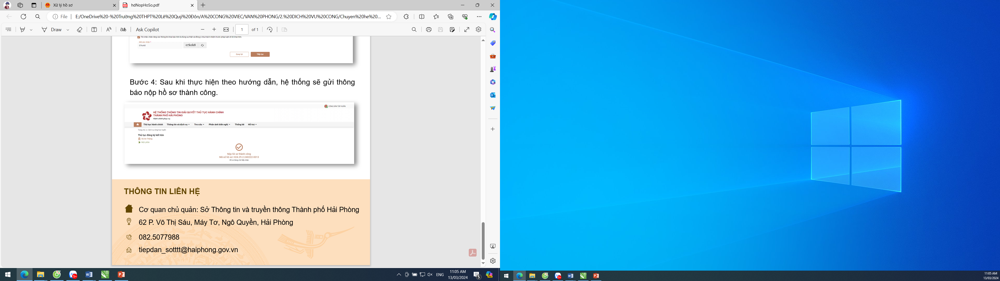 Xử lý hồ sơ
hdNopHoSo.pdf
File
E:/OneDrive%20-%20Trường%20THPT%20Lê%20Quý%20Đôn/A%20CONG%20VIEC/VAN%20PHONG/2.%20DICH%20VU%20CONG/Chuyen%20he%20...
Draw
Ask Copilot
1
of 1
Tôi chắc chắn rằng các thông tin khai báo trên là đúng sự thật và đồng ý chịu trách nhiệm trước pháp luật về lời khai trên.
Mã xác nhận *
07koh8
07koh8
Quay lại
Tiếp tục
Bước 4: Sau khi thực hiện theo hướng dẫn, hệ thống sẽ gửi thông
báo nộp hồ sơ thành công.
CÔNG DÂN TẬP HUẤN
HỆ THỐNG THÔNG TIN GIẢI QUYẾT THỦ TỤC HÀNH CHÍNH
THÀNH PHỐ HẢI PHÒNG
Hành chính phục vụ
Thủ tục hành chính
Thông tin và dịch vụ
Tra cứu
Phản ánh kiến nghị
Thống kê
Hỗ trợ
Trang chủ
Dịch vụ công trực tuyến
Thủ tục đăng ký kết hôn
Xã An Thắng
Một phần
Nộp hồ sơ thành công
Mã số hồ sơ: H24.29.2-240222-0013
Hồ sơ đang chờ tiếp nhận
THÔNG TIN LIÊN HỆ
Cơ quan chủ quản: Sở Thông tin và truyền thông Thành phố Hải Phòng
62 P. Võ Thị Sáu, Máy Tơ, Ngô Quyền, Hải Phòng
082.5077988
tiepdan_sotttt@haiphong.gov.vn
5+
ENG
11:05 AM
13/03/2024
5
5+
11:05 AM
13/03/2024